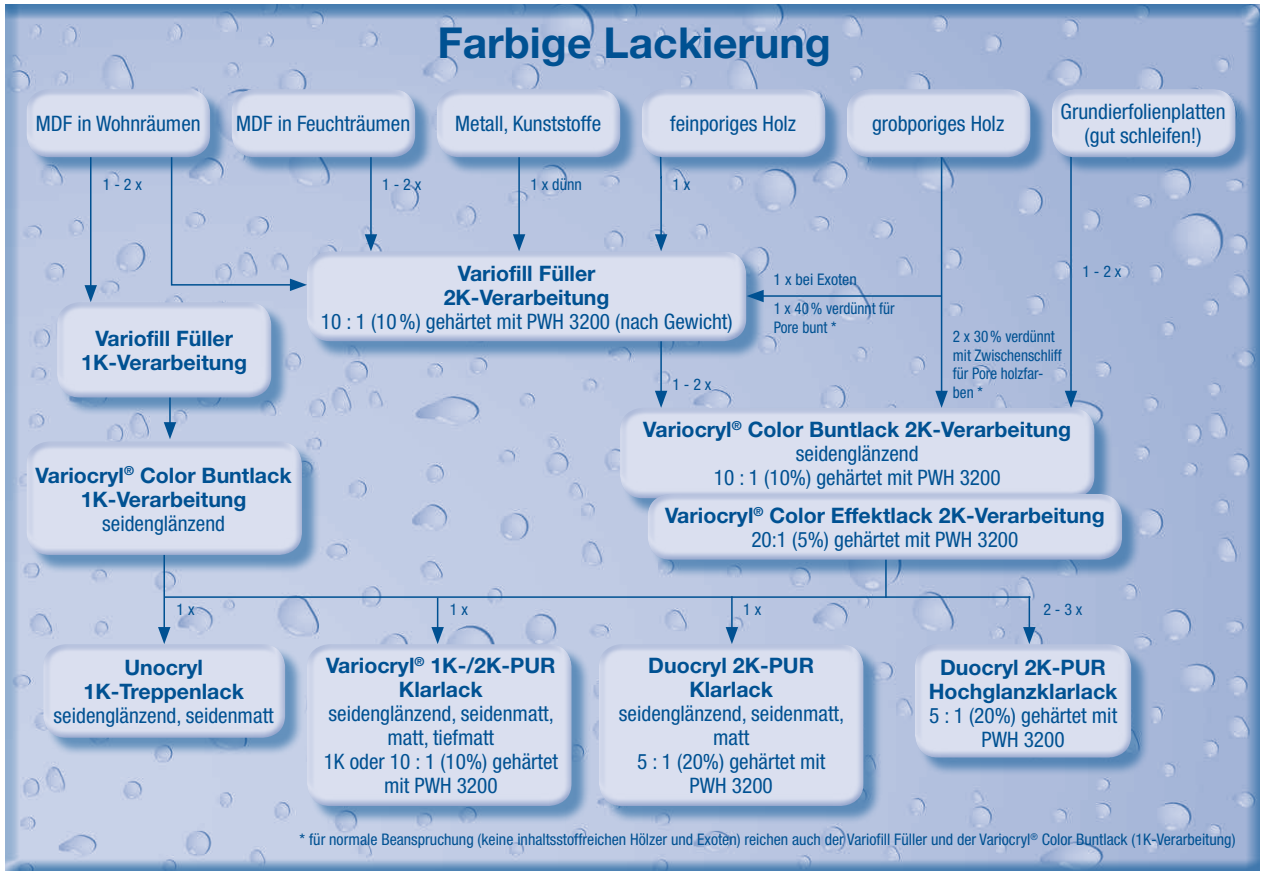 Farbige Lackierung
MDF in Wohnräumen
MDF in Feuchträumen
Metall, Kunststoffe
feinporiges Holz
grobporiges Holz
Grundierfolienplatten
(gut schleifen!)
1 - 2 x
1 - 2 x
1 x dünn
1 x
1 - 2 x
Variofill Füller
2K-Verarbeitung
10 : 1 (10 %) gehärtet mit PWH 3200 (nach Gewicht)
1 x bei Exoten
1 x 40 % verdünnt für
Pore bunt *
Variofill Füller
1K-Verarbeitung
2 x 30 % verdünnt
mit Zwischenschliff
für Pore holzfar-
ben *
1 - 2 x
Variocryl® Color Buntlack 2K-Verarbeitung
seidenglänzend
10 : 1 (10%) gehärtet mit PWH 3200
Variocryl® Color Buntlack
1K-Verarbeitung
seidenglänzend
Variocryl® Color Effektlack 2K-Verarbeitung
20:1 (5%) gehärtet mit PWH 3200
1 x
1 x
1 x
2 - 3 x
Unocryl
1K-Treppenlack
seidenglänzend, seidenmatt
Variocryl® 1K-/2K-PUR
Klarlack
seidenglänzend, seidenmatt,
matt, tiefmatt
1K oder 10 : 1 (10%) gehärtet
mit PWH 3200
Duocryl 2K-PUR
Klarlack
seidenglänzend, seidenmatt,
matt
5 : 1 (20%) gehärtet mit
PWH 3200
Duocryl 2K-PUR
Hochglanzklarlack
5 : 1 (20%) gehärtet mit
PWH 3200
* für normale Beanspruchung (keine inhaltsstoffreichen Hölzer und Exoten) reichen auch der Variofill Füller und der Variocryl® Color Buntlack (1K-Verarbeitung)